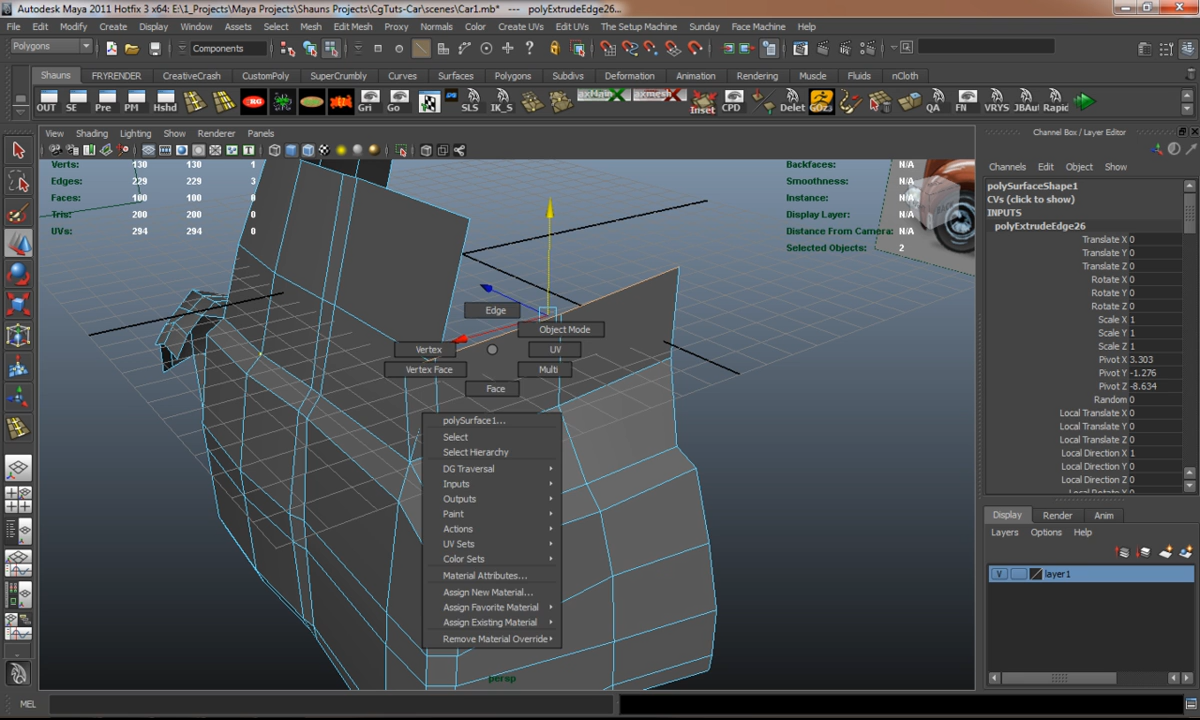 Autodesk Maya 2011 Hotfix 3 x64: E:\1_Projects\Maya Projects\Shauns Projects\CgTuts-Car\scenes\Car1.mb* --- polyExtrudeEdge26...
File Edit Modify Create Display Window Assets Select Mesh Edit Mesh Proxy Normals Color Create UVs Edit UVs The Setup Machine Sunday Face Machine Help
Polygons Components
Shauns FRYRENDER CreativeCrash CustomPoly SuperCrumbly Curves Surfaces Polygons Subdivs Deformation Animation Rendering Muscle Fluids nCloth
OUT SE Pre PM Hshd Gri Go SLS IK_S Inset CPD Delet GOz3 QA FN VRYS JBAut Rapid
View Shading Lighting Show Renderer Panels
Verts: 130 130 1
Edges: 229 229 3
Faces: 100 100 0
Tris: 200 200 0
UVs: 294 294 0
Backfaces: N/A
Smoothness: N/A
Instance: N/A
Display Layer: N/A
Distance From Camera: N/A
Selected Objects: 2
Edge
Object Mode
Vertex
UV
Vertex Face
Multi
Face
polySurface1...
Select
Select Hierarchy
DG Traversal
Inputs
Outputs
Paint
Actions
UV Sets
Color Sets
Material Attributes...
Assign New Material...
Assign Favorite Material
Assign Existing Material
Remove Material Override
persp
Channel Box / Layer Editor
Channels Edit Object Show
polySurfaceShape1
CVs (click to show)
INPUTS
polyExtrudeEdge26
Translate X 0
Translate Y 0
Translate Z 0
Rotate X 0
Rotate Y 0
Rotate Z 0
Scale X 1
Scale Y 1
Scale Z 1
Pivot X 3.303
Pivot Y -1.276
Pivot Z -8.634
Random 0
Local Translate X 0
Local Translate Y 0
Local Translate Z 0
Local Direction X 1
Local Direction Y 0
Local Direction Z 0
Display Render Anim
Layers Options Help
V layer1
MEL